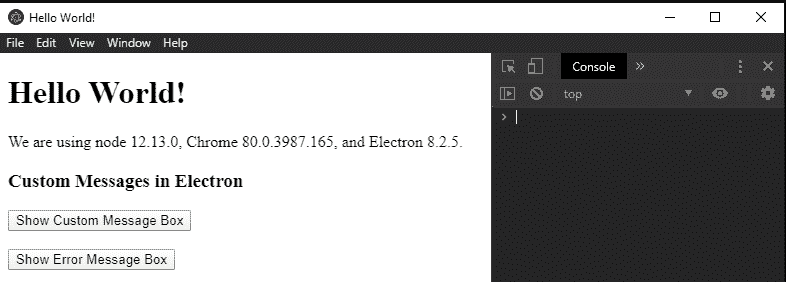 Hello World!
File Edit View Window Help
Hello World!
We are using node 12.13.0, Chrome 80.0.3987.165, and Electron 8.2.5.
Custom Messages in Electron
Show Custom Message Box
Show Error Message Box
Console »
top